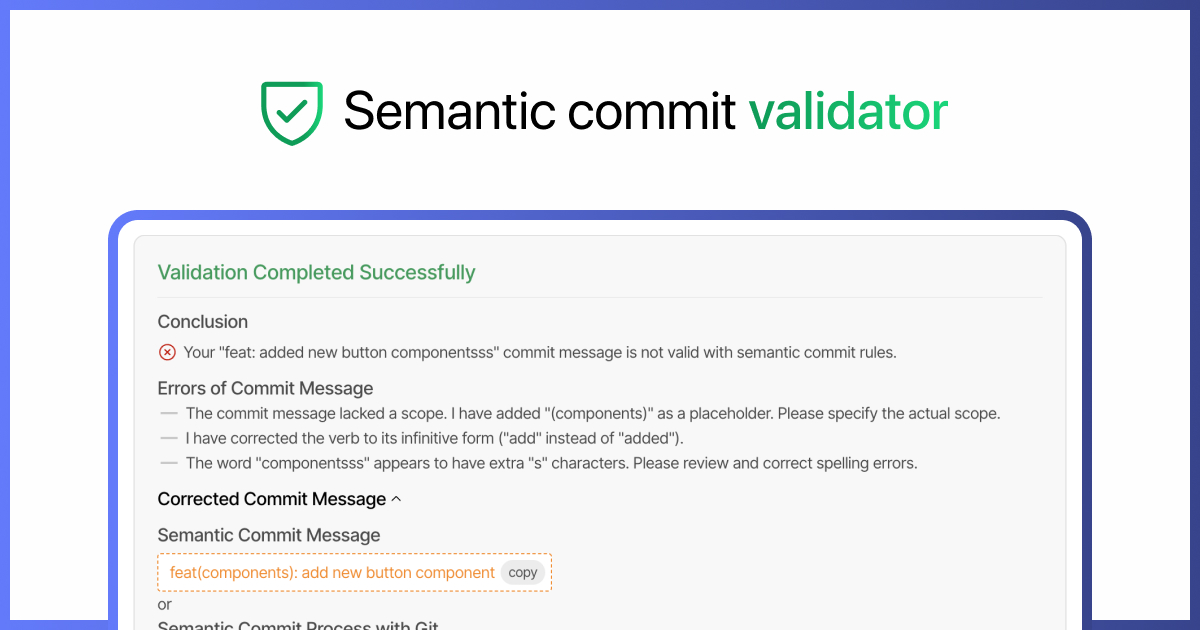 Semantic commit validator
Validation Completed Successfully
Conclusion
Your "feat: added new button componentsss" commit message is not valid with semantic commit rules.
Errors of Commit Message
— The commit message lacked a scope. I have added "(components)" as a placeholder. Please specify the actual scope.
— I have corrected the verb to its infinitive form ("add" instead of "added").
— The word "componentsss" appears to have extra "s" characters. Please review and correct spelling errors.
Corrected Commit Message
Semantic Commit Message
feat(components): add new button component copy
or
Semantic Commit Process with Git